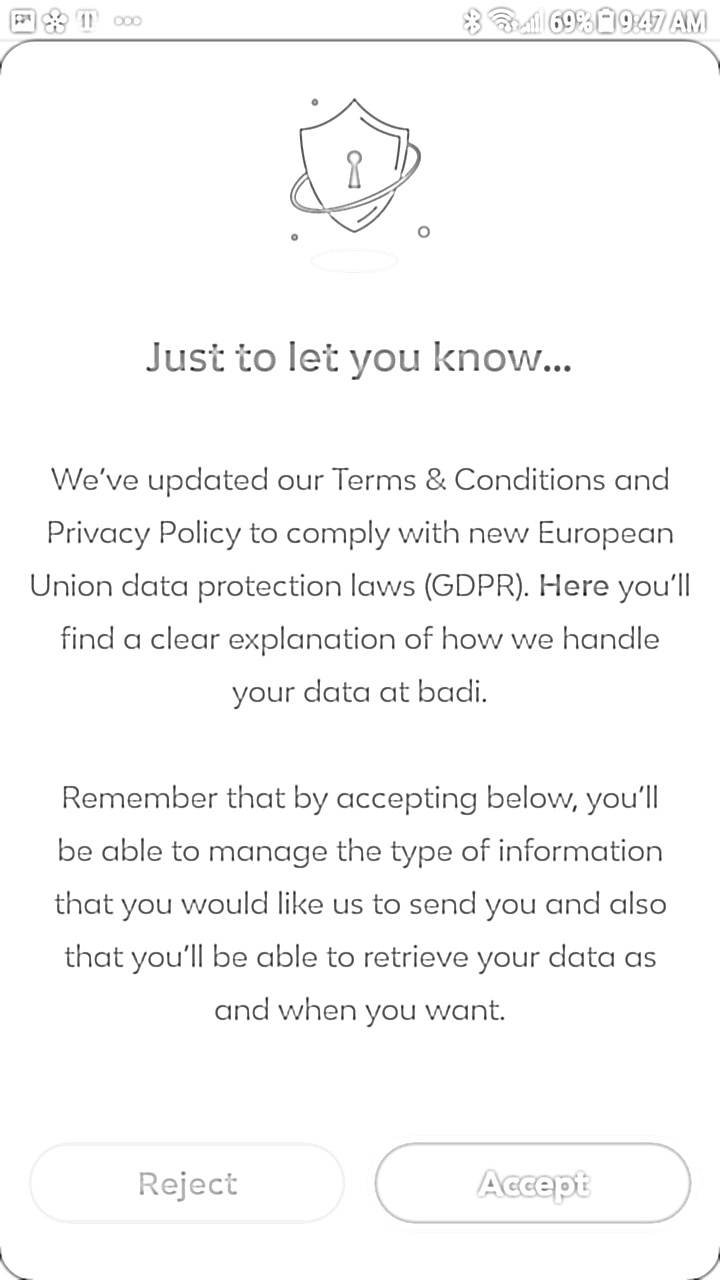 69% 9:47 AM
Just to let you know...
We've updated our Terms & Conditions and
Privacy Policy to comply with new European
Union data protection laws (GDPR). Here you'll
find a clear explanation of how we handle
your data at badi.
Remember that by accepting below, you'll
be able to manage the type of information
that you would like us to send you and also
that you'll be able to retrieve your data as
and when you want.
Reject
Accept